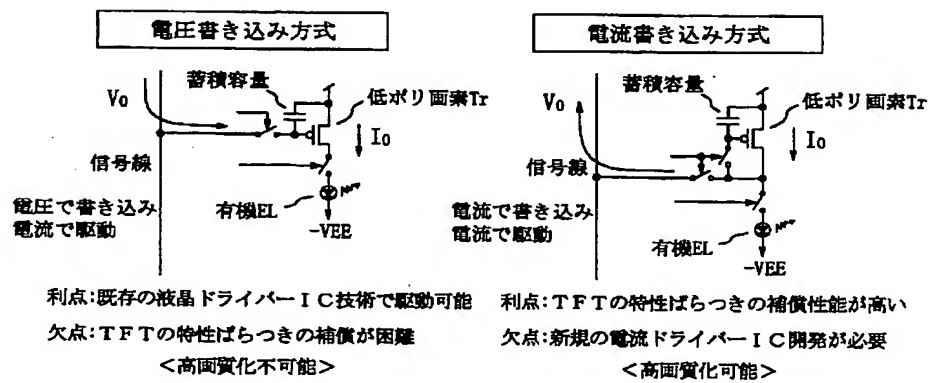 電圧書き込み方式
蓄積容量
V0
低ポリ画素Tr
I0
信号線
有機EL
電圧で書き込み
電流で駆動
-VEE
利点:既存の液晶ドライバーＩＣ技術で駆動可能
欠点:ＴＦＴの特性ばらつきの補償が困難
＜高画質化不可能＞
電流書き込み方式
蓄積容量
V0
低ポリ画素Tr
I0
信号線
電流で書き込み
電流で駆動
有機EL
-VEE
利点:ＴＦＴの特性ばらつきの補償性能が高い
欠点:新規の電流ドライバーＩＣ開発が必要
＜高画質化可能＞